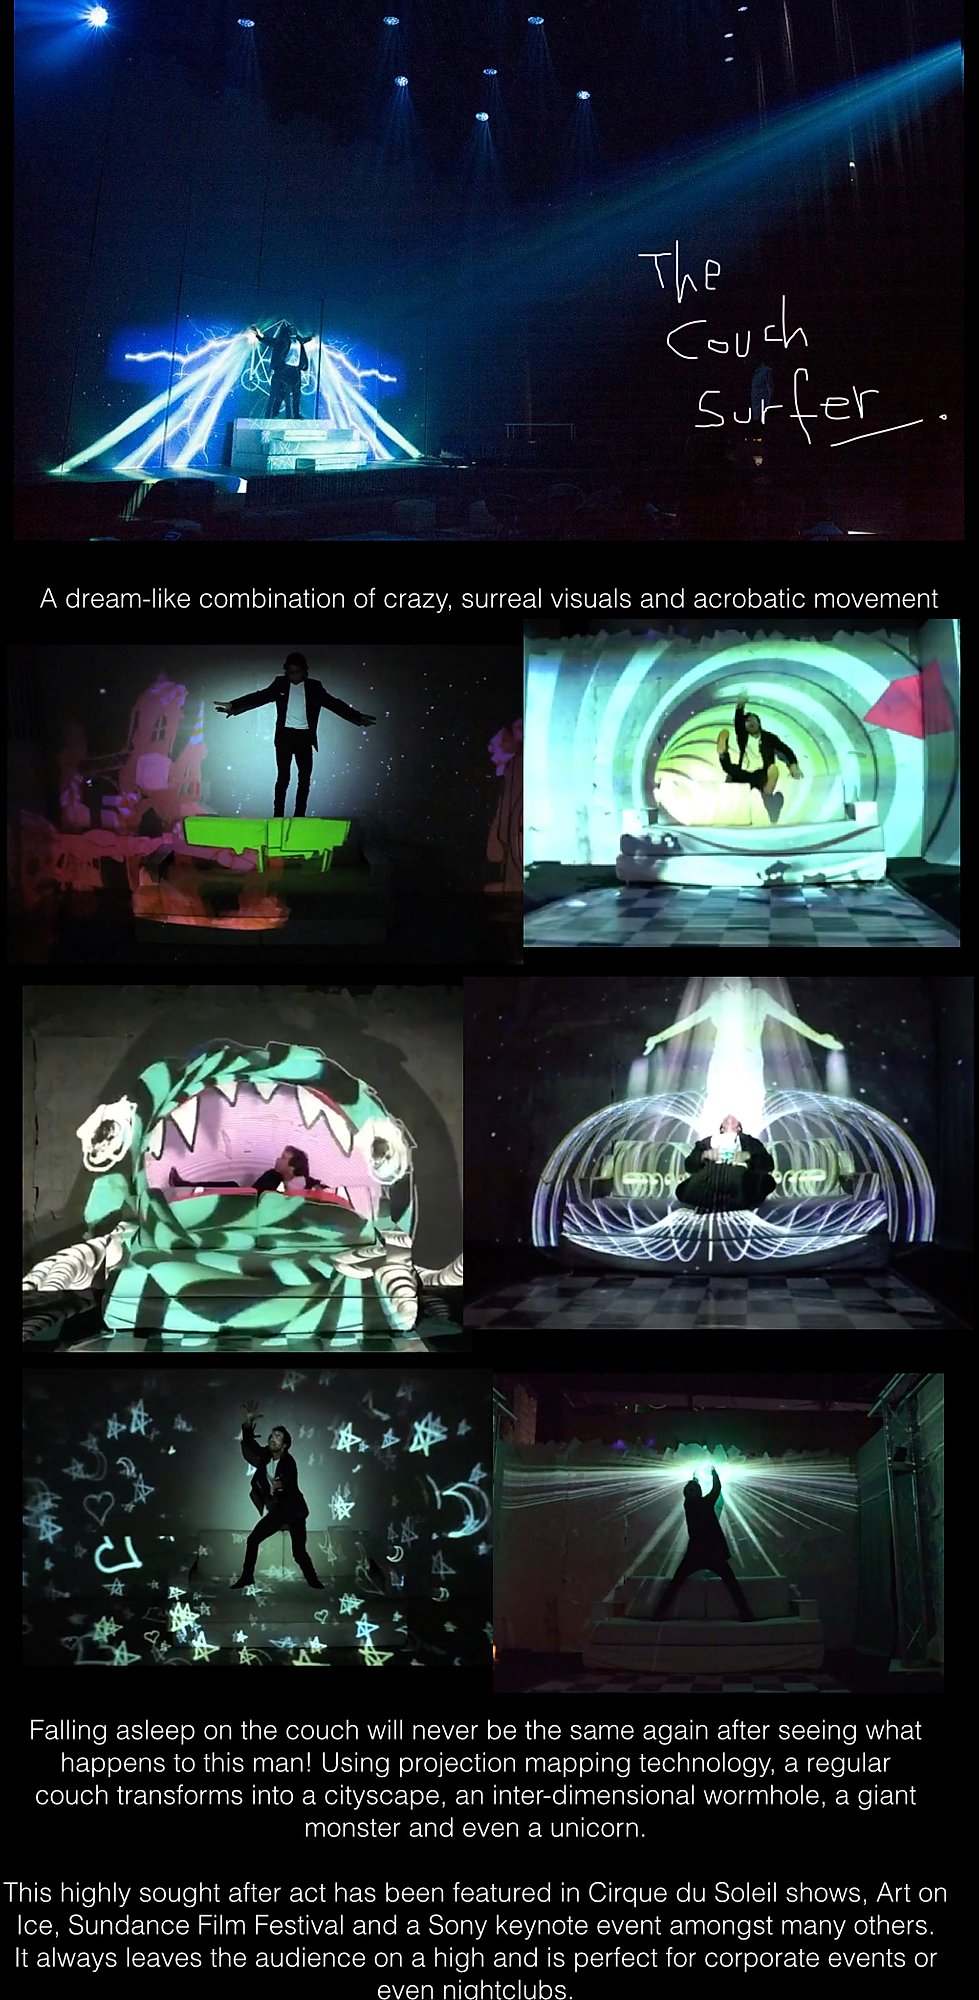 The
Couch
Surfer.
A dream-like combination of crazy, surreal visuals and acrobatic movement
Falling asleep on the couch will never be the same again after seeing what
happens to this man! Using projection mapping technology, a regular
couch transforms into a cityscape, an inter-dimensional wormhole, a giant
monster and even a unicorn.
This highly sought after act has been featured in Cirque du Soleil shows, Art on
Ice, Sundance Film Festival and a Sony keynote event amongst many others.
It always leaves the audience on a high and is perfect for corporate events or
even nightclubs.